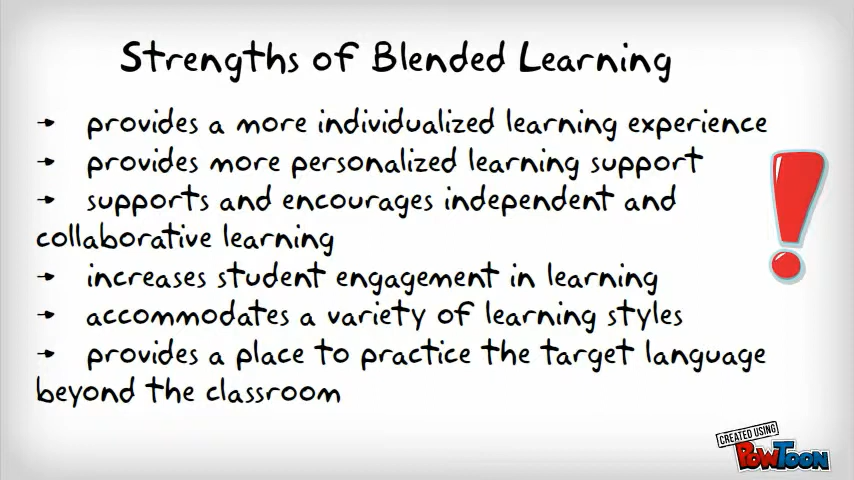 Strengths of Blended Learning
→ provides a more individualized learning experience
→ provides more personalized learning support
→ supports and encourages independent and
collaborative learning
→ increases student engagement in learning
→ accommodates a variety of learning styles
→ provides a place to practice the target language
beyond the classroom
CREATED USING
POWTOON